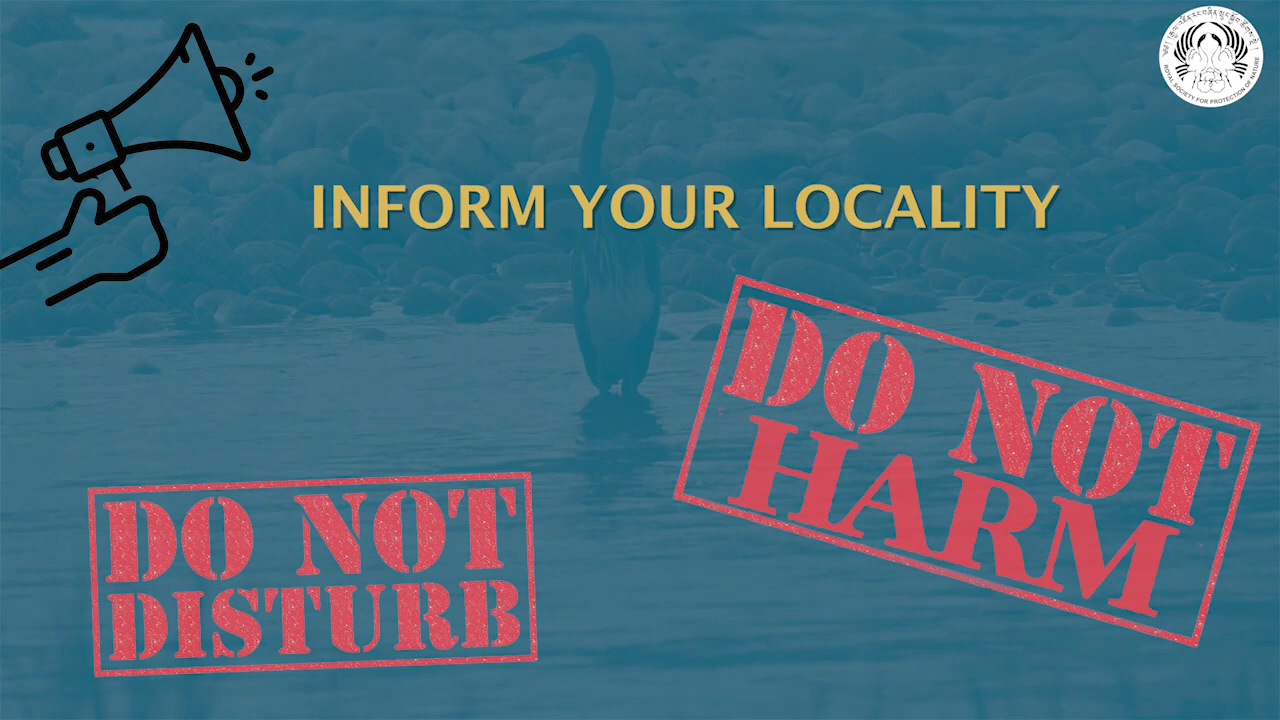 ROYAL SOCIETY FOR PROTECTION OF NATURE
INFORM YOUR LOCALITY
DO NOT
HARM
DO NOT
DISTURB